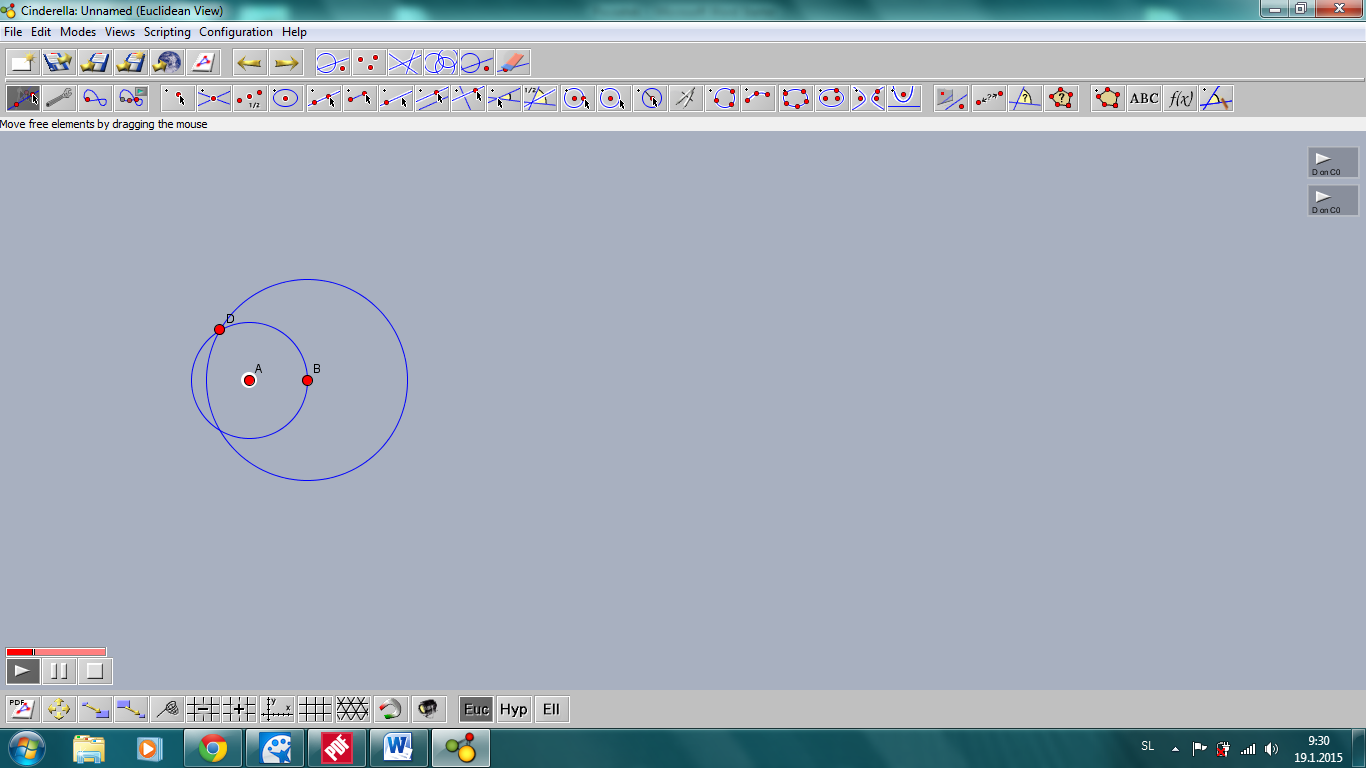 Cinderella: Unnamed (Euclidean View)
File Edit Modes Views Scripting Configuration Help
1/2
1/2
? ? ? ABC f(x)
Move free elements by dragging the mouse
D on C0
D on C0
D
A
B
PDF y x Euc Hyp Ell
PDF W SL 9:30
19.1.2015